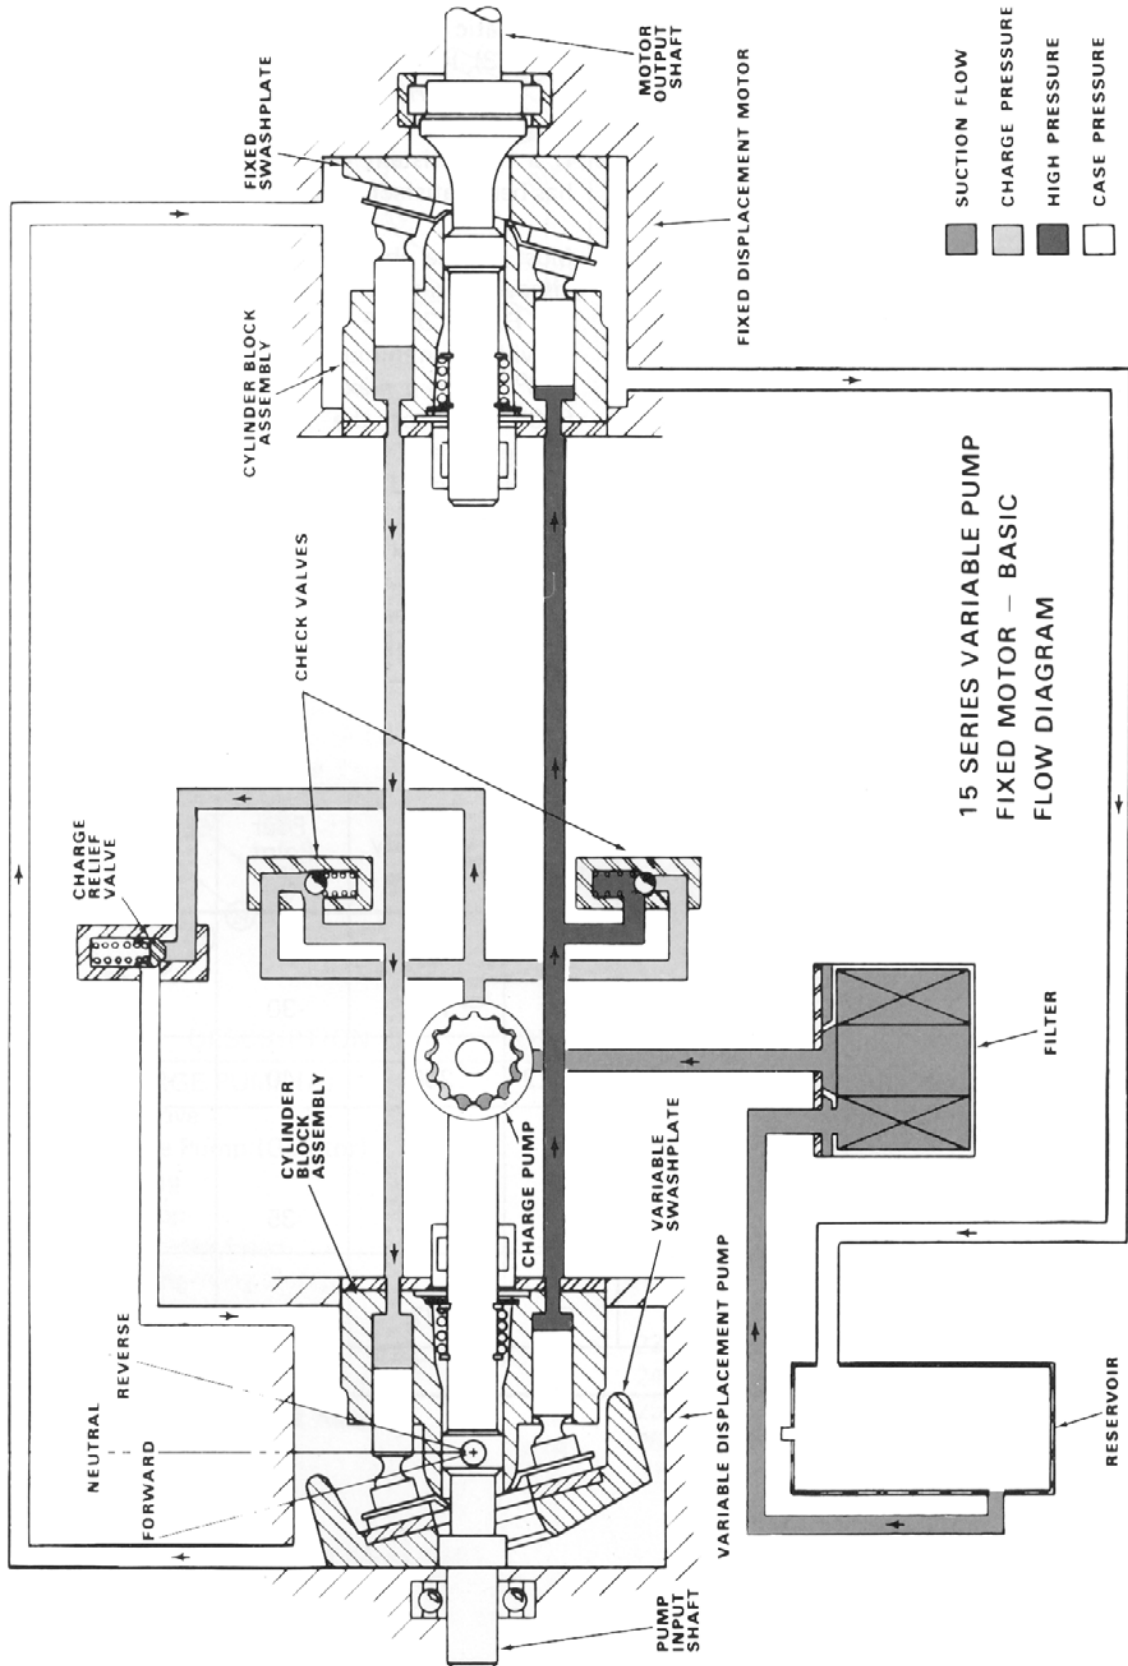 MOTOR
OUTPUT
SHAFT
FIXED
SWASHPLATE
CYLINDER BLOCK
ASSEMBLY
FIXED DISPLACEMENT MOTOR
SUCTION FLOW
CHARGE PRESSURE
HIGH PRESSURE
CASE PRESSURE
CHECK VALVES
CHARGE
RELIEF
VALVE
15 SERIES VARIABLE PUMP
FIXED MOTOR – BASIC
FLOW DIAGRAM
CYLINDER
BLOCK
ASSEMBLY
CHARGE PUMP
VARIABLE
SWASHPLATE
FILTER
REVERSE
NEUTRAL
FORWARD
VARIABLE DISPLACEMENT PUMP
PUMP
INPUT
SHAFT
RESERVOIR